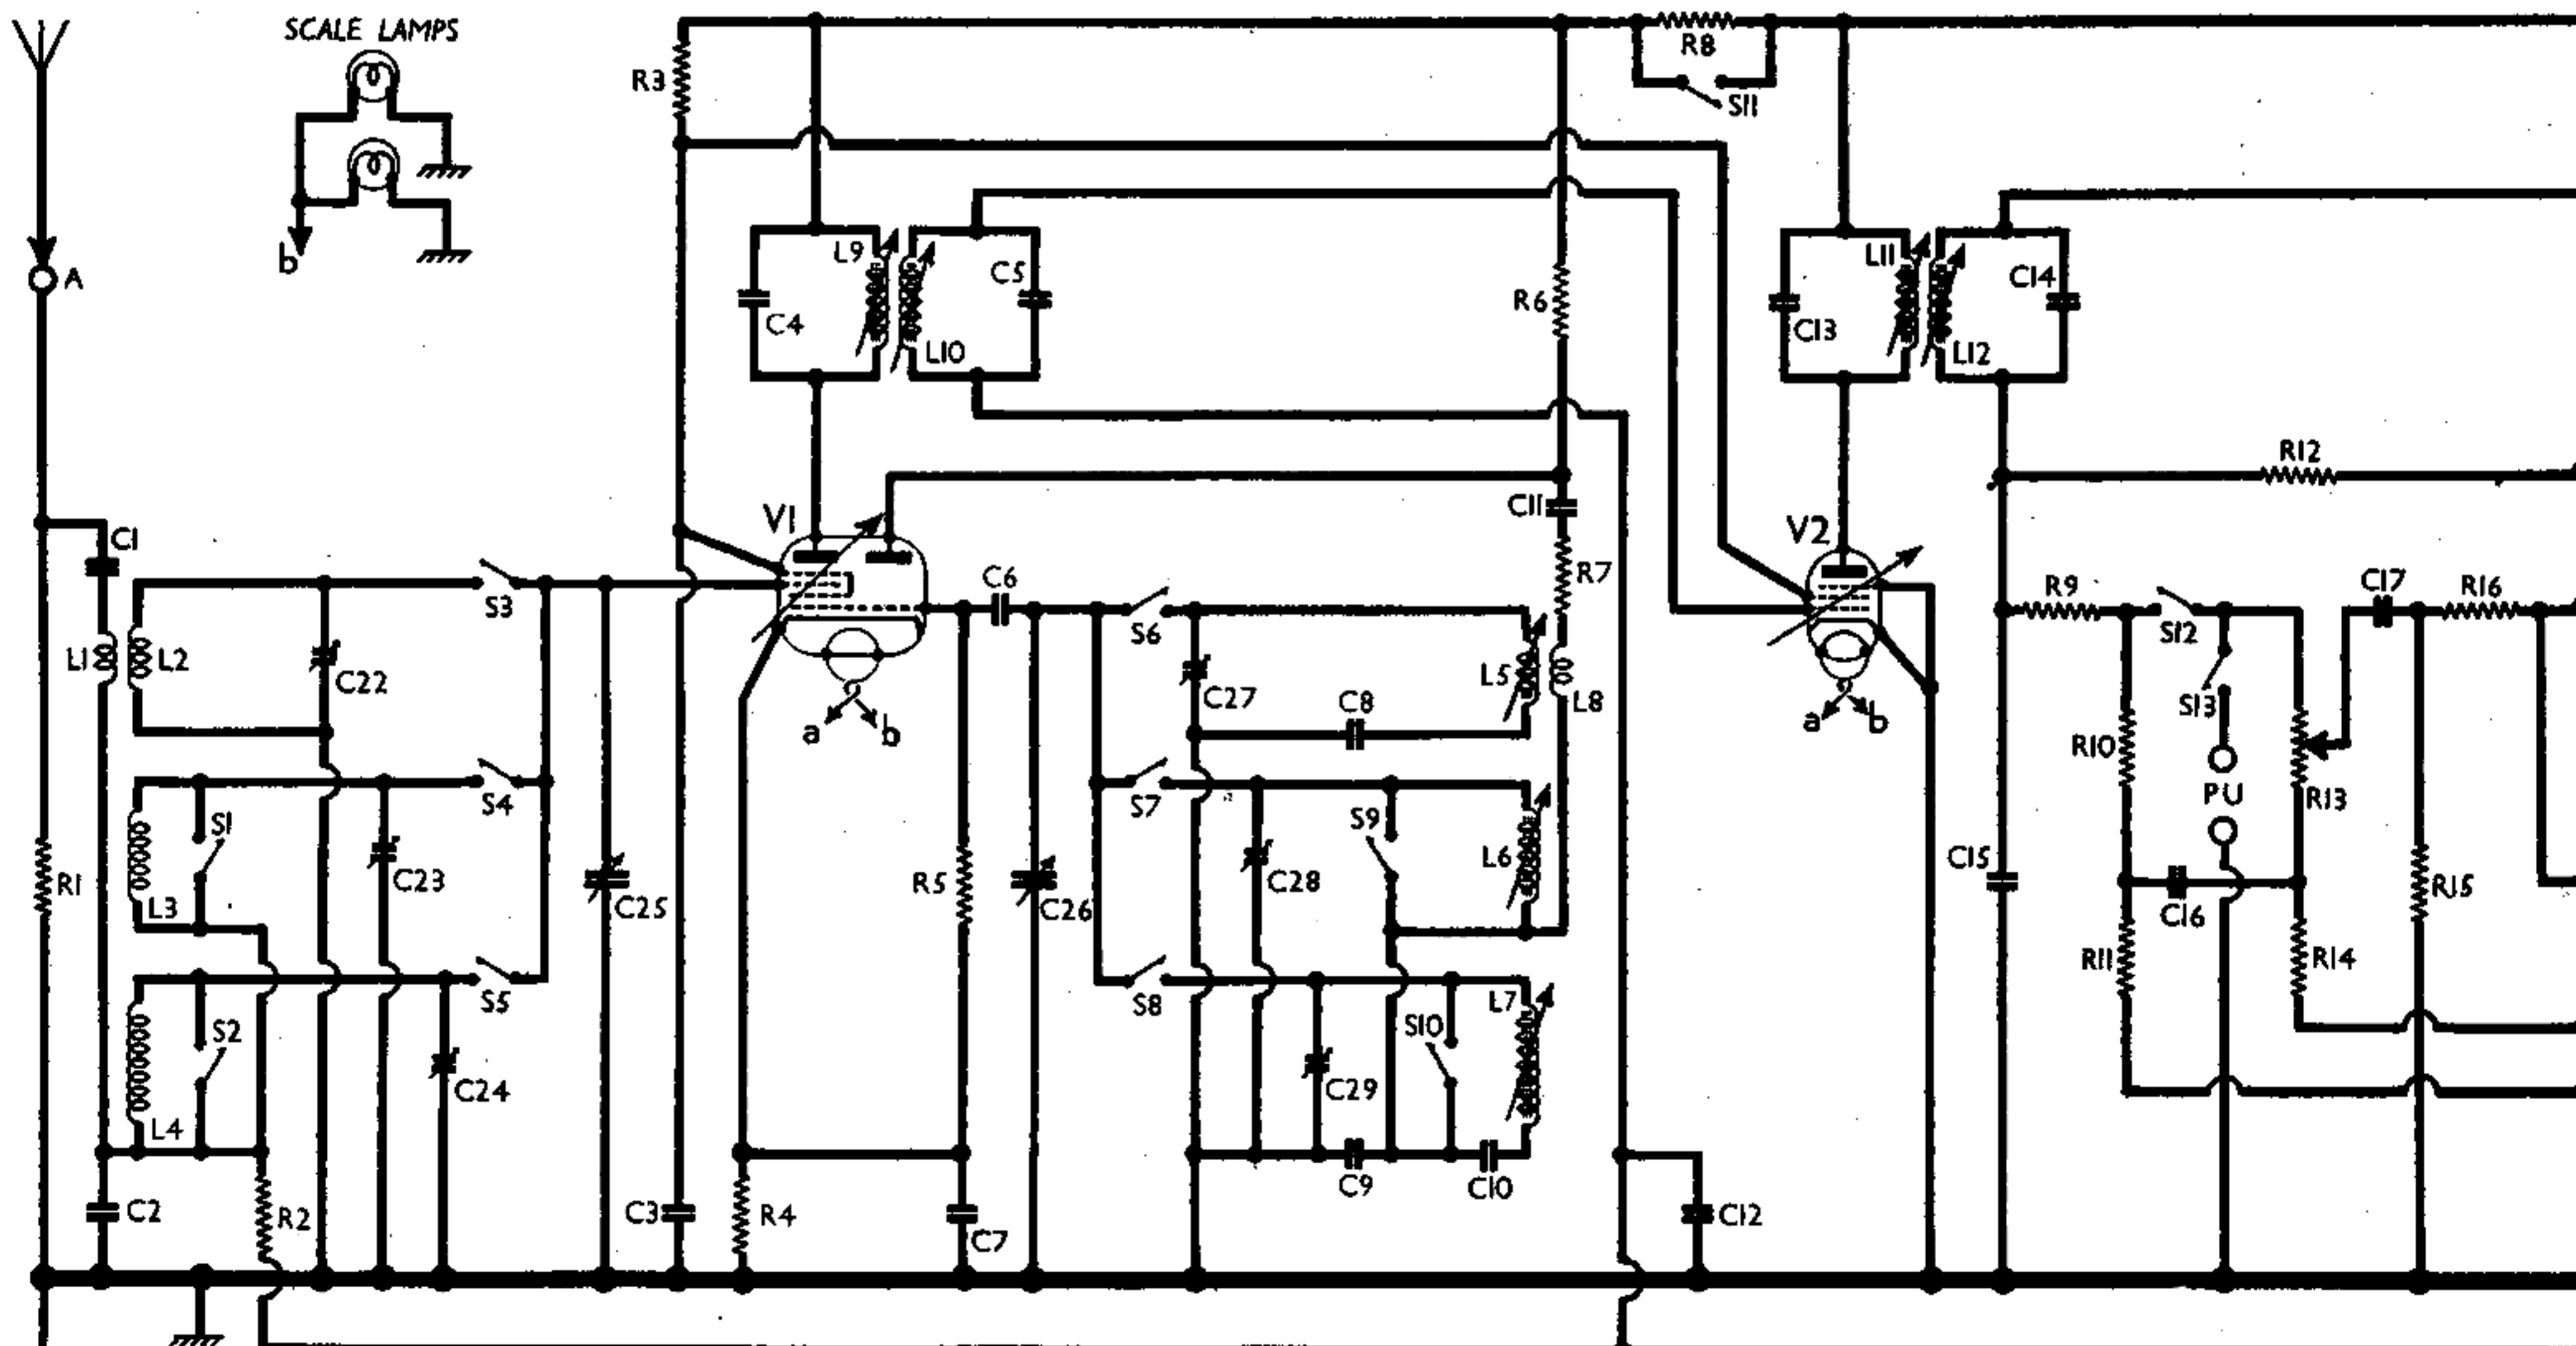 SCALE LAMPS
b
A
R3
R8
S11
L9
C4
L10
C5
R6
L11
C13
L12
C14
R12
C1
V1
C11
V2
S3
C6
S6
R7
R9
S12
C17
R16
L1
L2
C22
a
b
C27
C8
L5
L8
a
b
R10
S13
PU
R13
S4
S7
S1
C23
L3
R1
C25
R5
C26
C28
S9
L6
C15
C16
R15
S5
S8
R11
R14
S2
L4
C24
C29
S10
L7
C2
R2
C3
R4
C7
C9
C10
C12